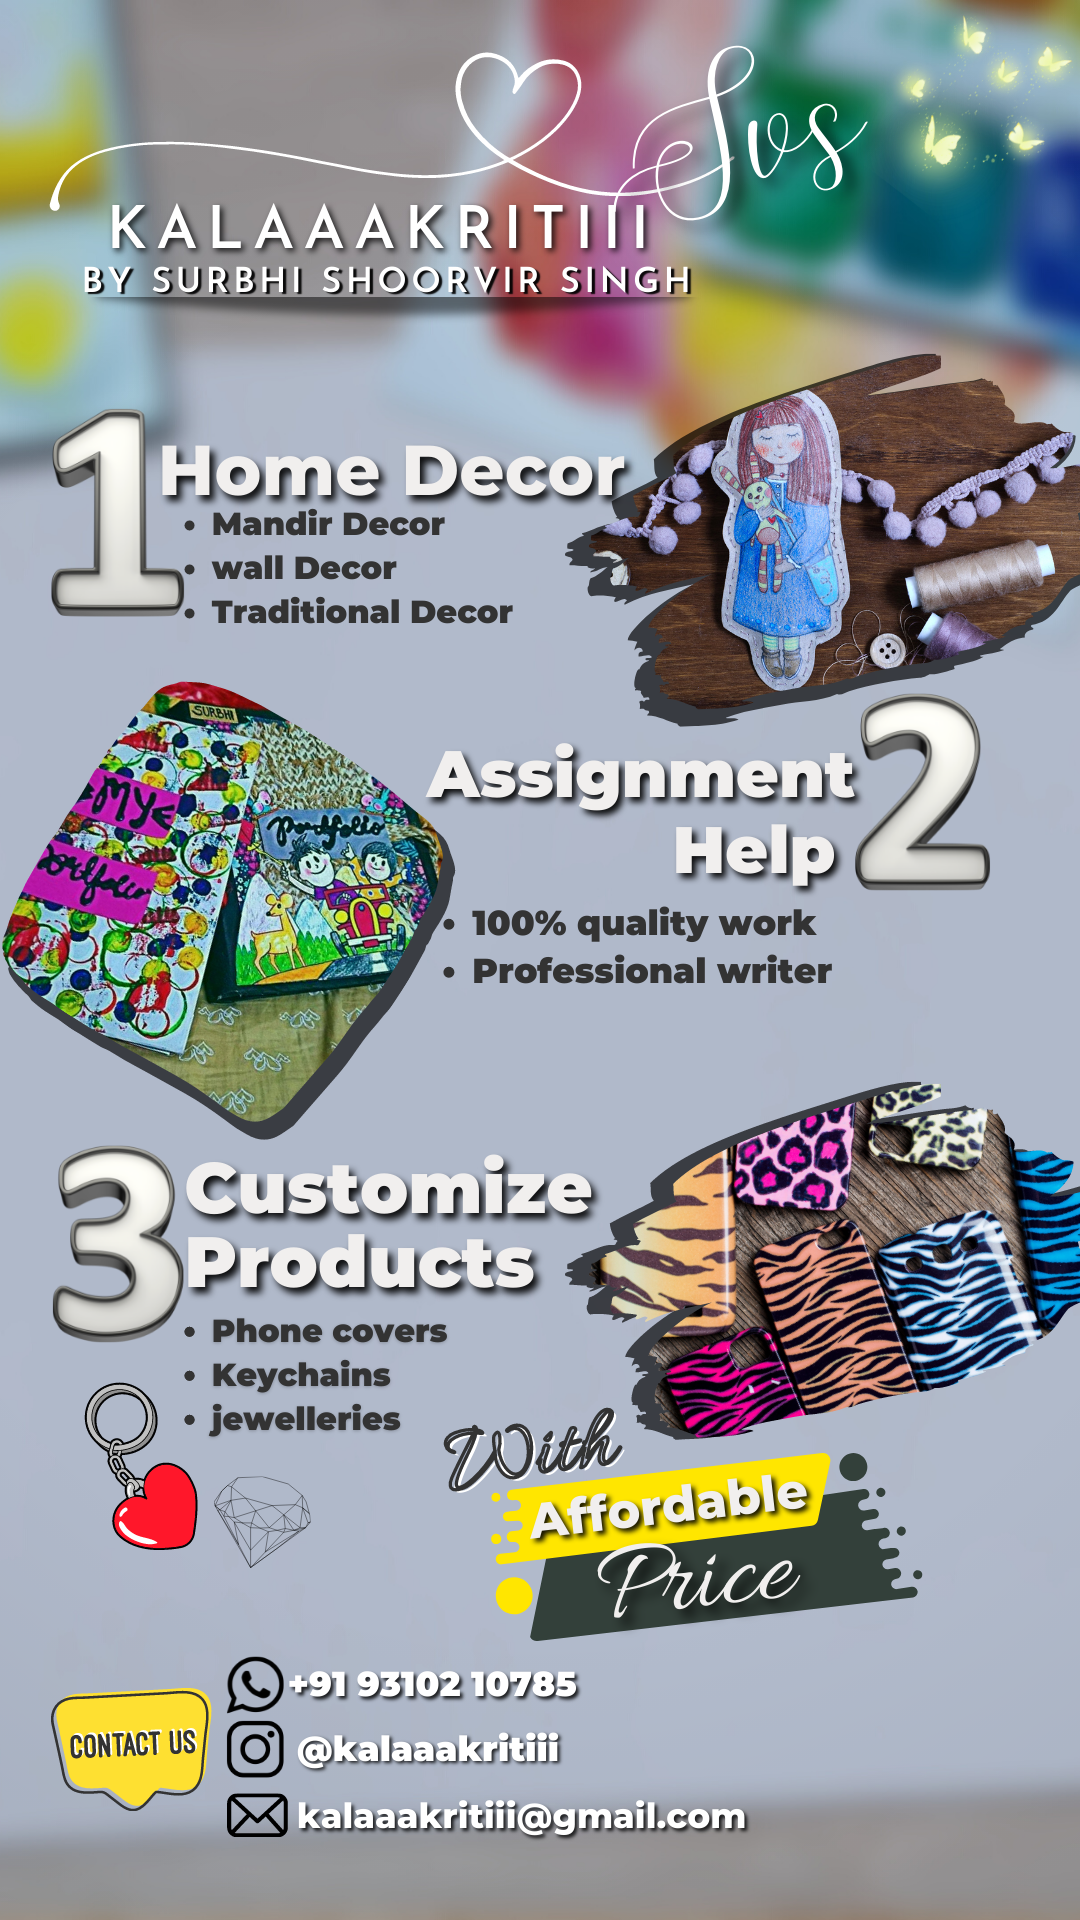 Svs
KALAAAKRITIII
BY SURBHI SHOORVIR SINGH
1 Home Decor
• Mandir Decor
• wall Decor
• Traditional Decor
SURBHI
MY
portfolio
portfolio
Assignment 2
Help
• 100% quality work
• Professional writer
3 Customize
Products
• Phone covers
• Keychains
• jewelleries
With
Affordable
Price
CONTACT US
+91 93102 10785
@kalaaakritiii
kalaaakritiii@gmail.com